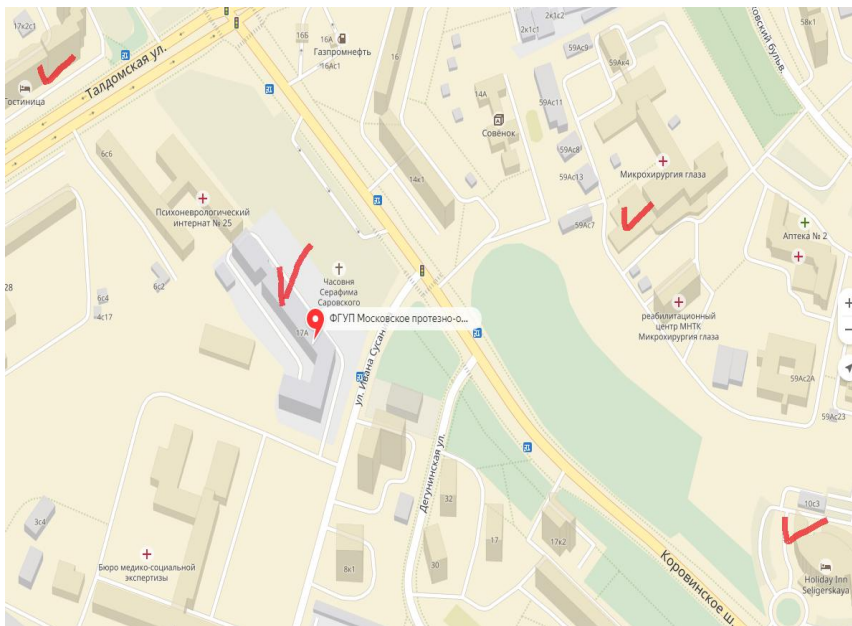 17к2с1
Гостиница
Талдомская ул.
16Б
16А
Газпромнефть
16Ас1
16
2к1с2
2к1с1
59Ас9
59Ак4
58к1
14А
Совёнок
59Ас11
59Ас8
59Ас13
59Ас7
Микрохирургия глаза
14к1
6с6
Психоневрологический
интернат № 25
Аптека № 2
28
6с4
6с2
4с17
Часовня
Серафима
Саровского
ФГУП Московское протезно-о...
17А
ул. Ивана Сусан
реабилитационный
центр МНТК
Микрохирургия глаза
59Ас2А
59Ас23
Дегунинская ул.
32
17
30
17к2
8к1
3с4
Бюро медико-социальной
экспертизы
Коровинское ш.
10с3
Holiday Inn
Seligerskaya